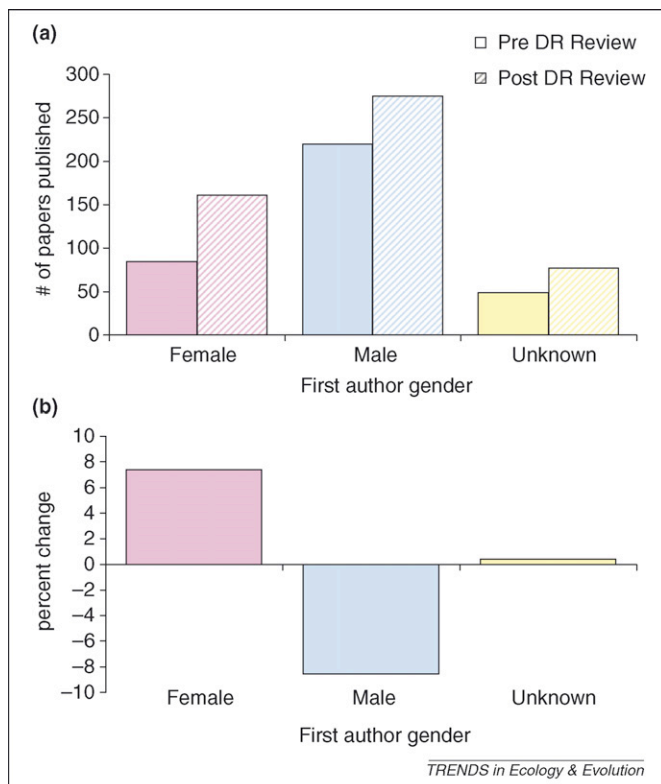 (a)
Pre DR Review
Post DR Review
# of papers published
300
250
200
150
100
50
0
Female Male Unknown
First author gender
(b)
percent change
10
8
6
4
2
0
−2
−4
−6
−8
−10
Female Male Unknown
First author gender
TRENDS in Ecology & Evolution